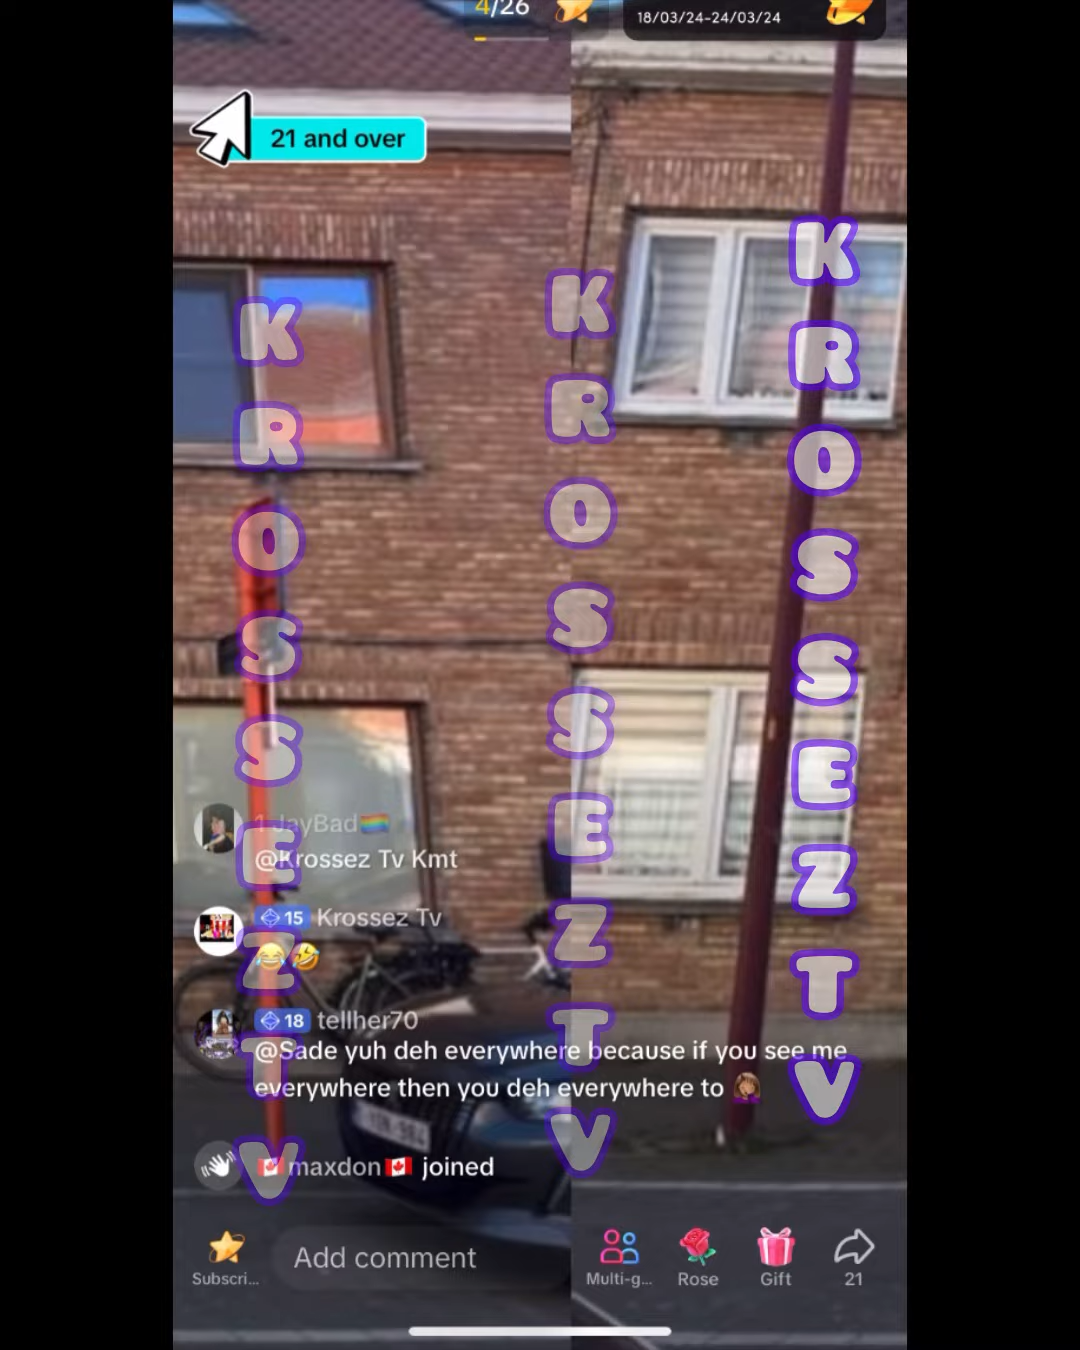 4/26
18/03/24-24/03/24
21 and over
KROSSEZTV
KROSSEZTV
KROSSEZTV
1 JayBad🏳️‍🌈
@Krossez Tv Kmt
15 Krossez Tv
😂🤣
18 tellher70
@Sade yuh deh everywhere because if you see me
everywhere then you deh everywhere to 🤦🏽‍♀️
🇨🇦maxdon🇨🇦 joined
Subscri...
Add comment
Multi-g...
Rose
Gift
21